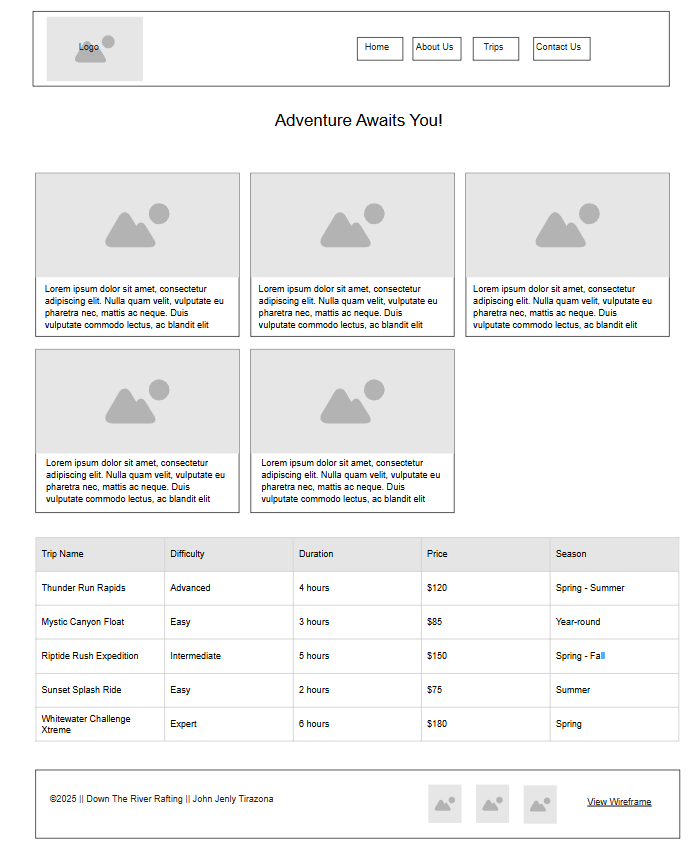 Logo
Home
About Us
Trips
Contact Us
Adventure Awaits You!
Lorem ipsum dolor sit amet, consectetur
adipiscing elit. Nulla quam velit, vulputate eu
pharetra nec, mattis ac neque. Duis
vulputate commodo lectus, ac blandit elit
Lorem ipsum dolor sit amet, consectetur
adipiscing elit. Nulla quam velit, vulputate eu
pharetra nec, mattis ac neque. Duis
vulputate commodo lectus, ac blandit elit
Lorem ipsum dolor sit amet, consectetur
adipiscing elit. Nulla quam velit, vulputate eu
pharetra nec, mattis ac neque. Duis
vulputate commodo lectus, ac blandit elit
Lorem ipsum dolor sit amet, consectetur
adipiscing elit. Nulla quam velit, vulputate eu
pharetra nec, mattis ac neque. Duis
vulputate commodo lectus, ac blandit elit
Lorem ipsum dolor sit amet, consectetur
adipiscing elit. Nulla quam velit, vulputate eu
pharetra nec, mattis ac neque. Duis
vulputate commodo lectus, ac blandit elit
Trip Name Difficulty Duration Price Season
Thunder Run Rapids Advanced 4 hours $120 Spring - Summer
Mystic Canyon Float Easy 3 hours $85 Year-round
Riptide Rush Expedition Intermediate 5 hours $150 Spring - Fall
Sunset Splash Ride Easy 2 hours $75 Summer
Whitewater Challenge
Xtreme Expert 6 hours $180 Spring
©2025 || Down The River Rafting || John Jenly Tirazona
View Wireframe